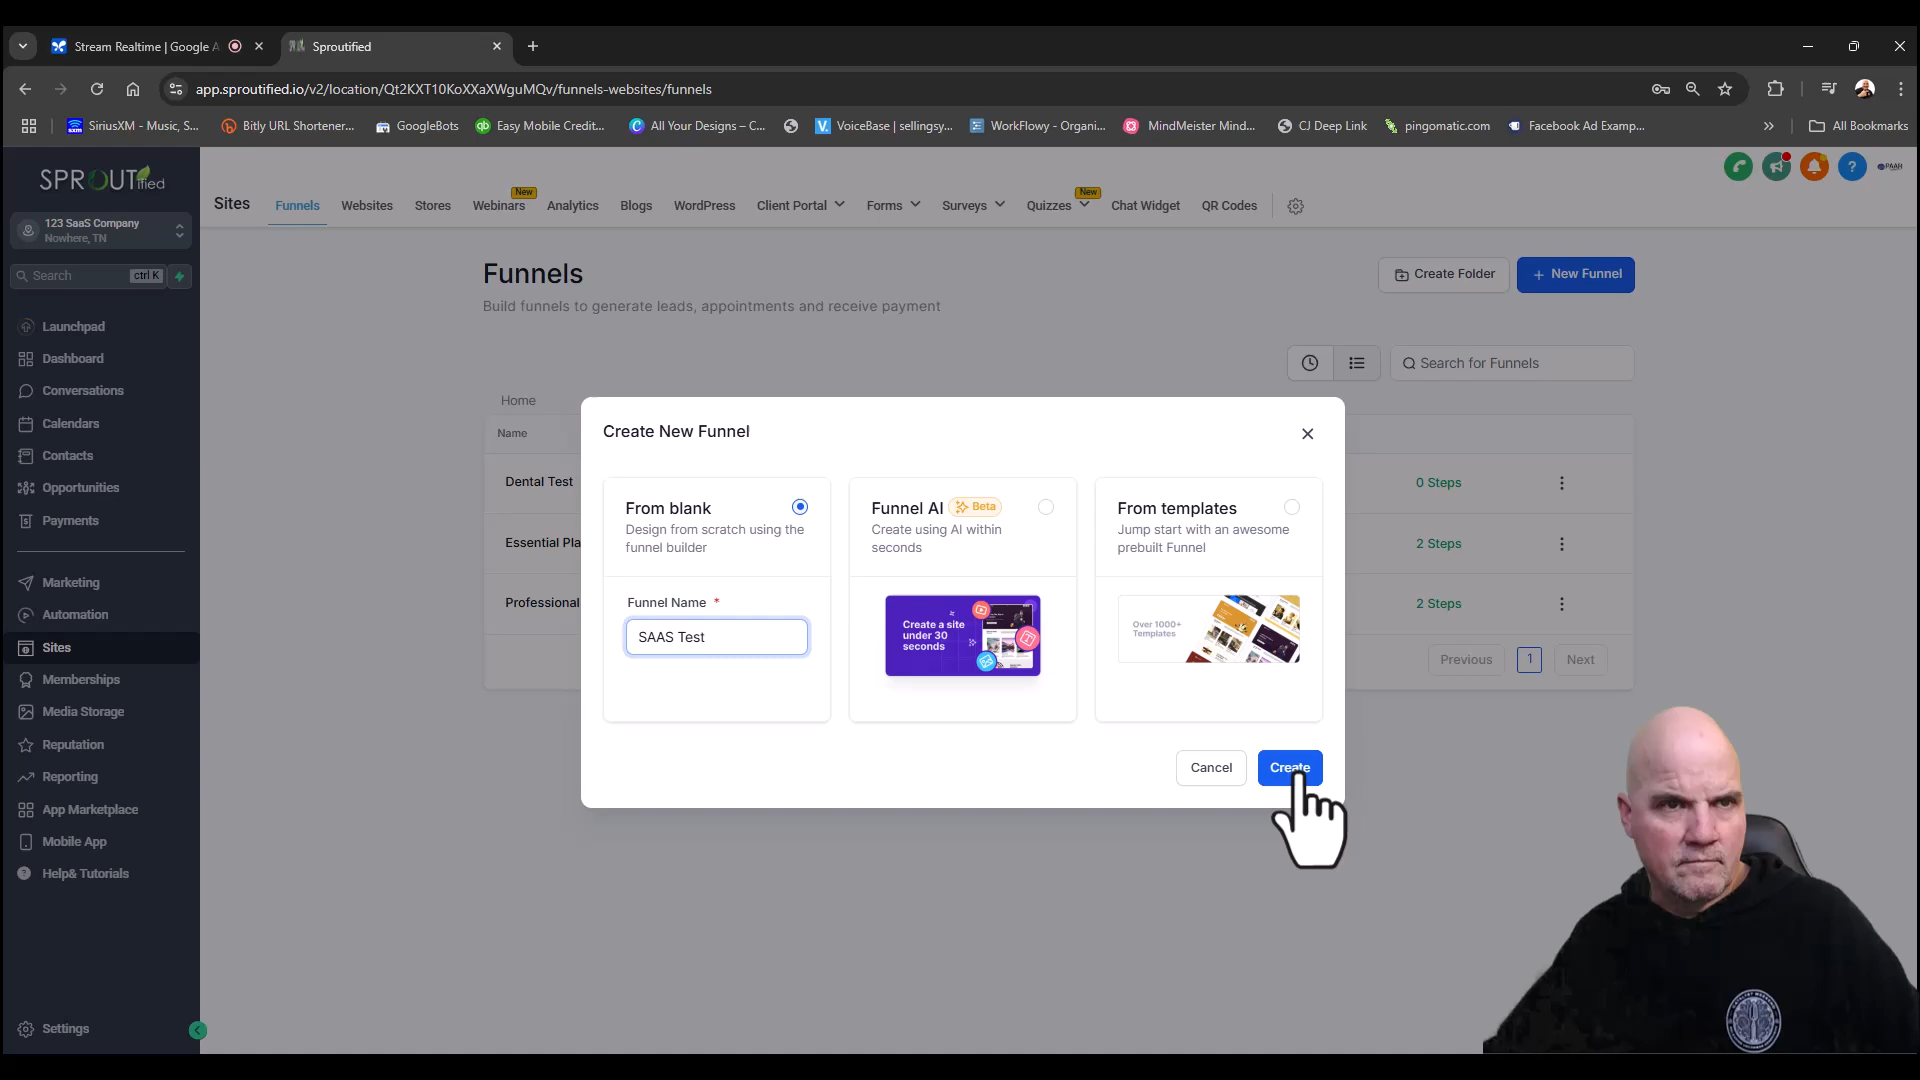 Stream Realtime | Google A
Sproutified
app.sproutified.io/v2/location/Qt2KXT10KoXXaXWguMQv/funnels-websites/funnels
SiriusXM - Music, S...
Bitly URL Shortener...
GoogleBots
Easy Mobile Credit...
All Your Designs – C...
VoiceBase | sellingsy...
WorkFlowy - Organi...
MindMeister Mind...
CJ Deep Link
pingomatic.com
Facebook Ad Examp...
All Bookmarks
SPROUTified
123 SaaS Company
Nowhere, TN
Search
ctrl K
Launchpad
Dashboard
Conversations
Calendars
Contacts
Opportunities
Payments
Marketing
Automation
Sites
Memberships
Media Storage
Reputation
Reporting
App Marketplace
Mobile App
Help& Tutorials
Settings
Sites
Funnels
Websites
Stores
Webinars
New
Analytics
Blogs
WordPress
Client Portal
Forms
Surveys
Quizzes
New
Chat Widget
QR Codes
Funnels
Build funnels to generate leads, appointments and receive payment
Create Folder
+ New Funnel
Search for Funnels
Home
Name
Dental Test
0 Steps
Essential Pla
2 Steps
Professional
2 Steps
Previous
1
Next
Create New Funnel
From blank
Design from scratch using the
funnel builder
Funnel Name *
SAAS Test
Funnel AI
Beta
Create using AI within
seconds
Create a site
under 30
seconds
From templates
Jump start with an awesome
prebuilt Funnel
Over 1000+
Templates
Cancel
Create